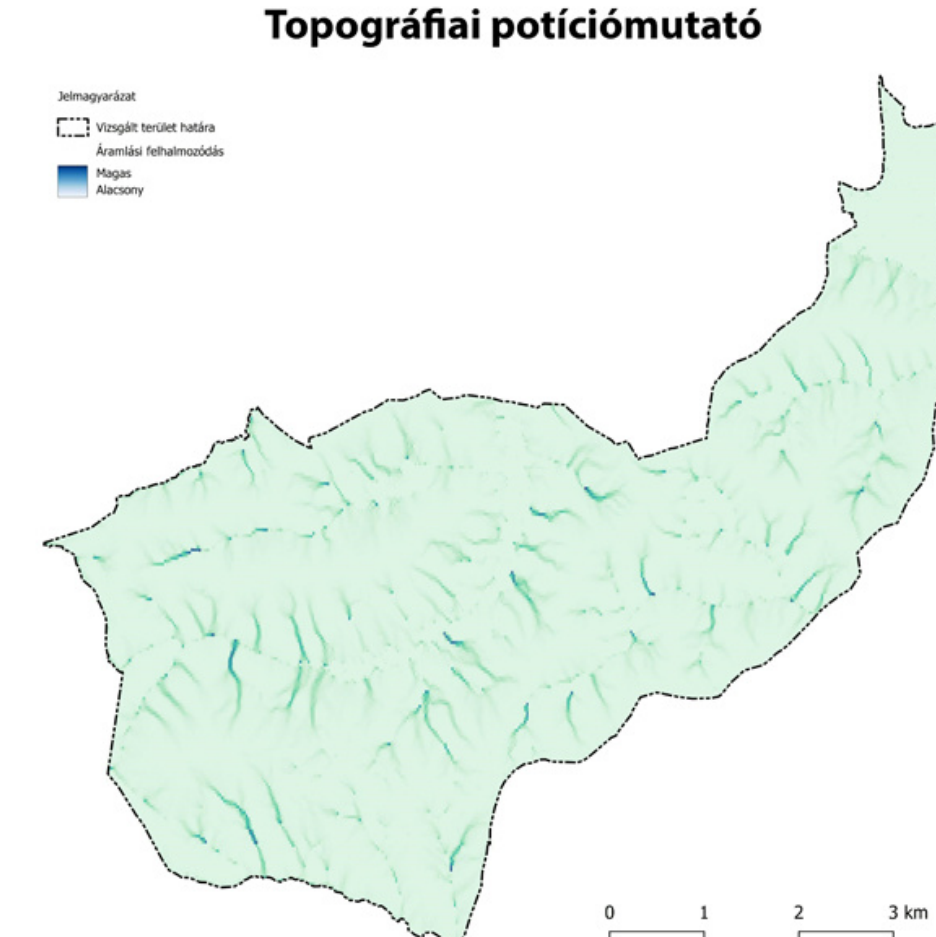 Topográfiai potíciómutató
Jelmagyarázat
Vizsgált terület határa
Áramlási felhalmozódás
Magas
Alacsony
0 1 2 3 km